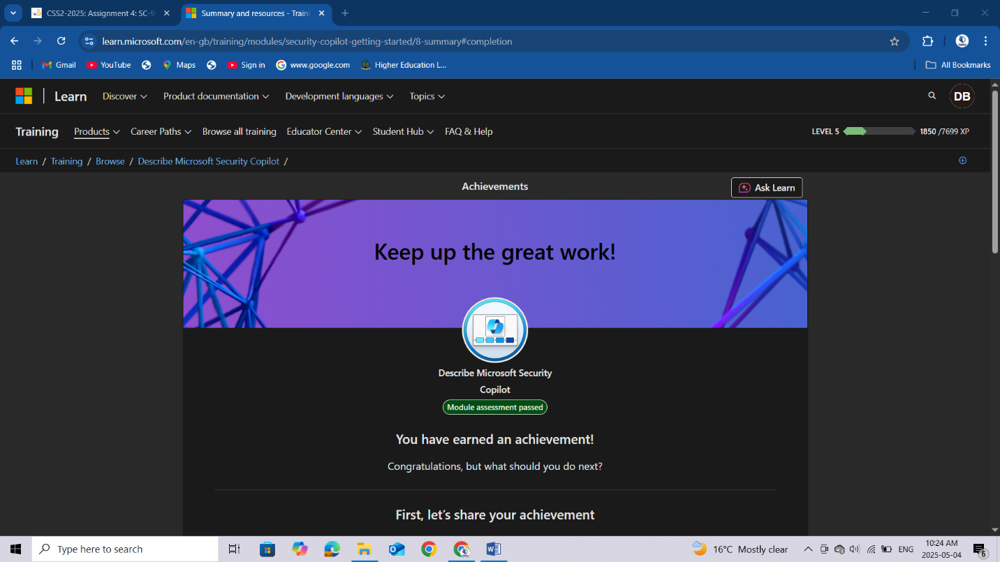 CSS2-2025: Assignment 4: SC-9
Summary and resources - Traini
learn.microsoft.com/en-gb/training/modules/security-copilot-getting-started/8-summary#completion
Gmail YouTube Maps Sign in www.google.com Higher Education L... All Bookmarks
Learn Discover Product documentation Development languages Topics DB
Training Products Career Paths Browse all training Educator Center Student Hub FAQ & Help LEVEL 5 1850 /7699 XP
Learn / Training / Browse / Describe Microsoft Security Copilot /
Achievements
Ask Learn
Keep up the great work!
Describe Microsoft Security
Copilot
Module assessment passed
You have earned an achievement!
Congratulations, but what should you do next?
First, let's share your achievement
Type here to search
16°C Mostly clear
ENG
10:24 AM
2025-05-04
6